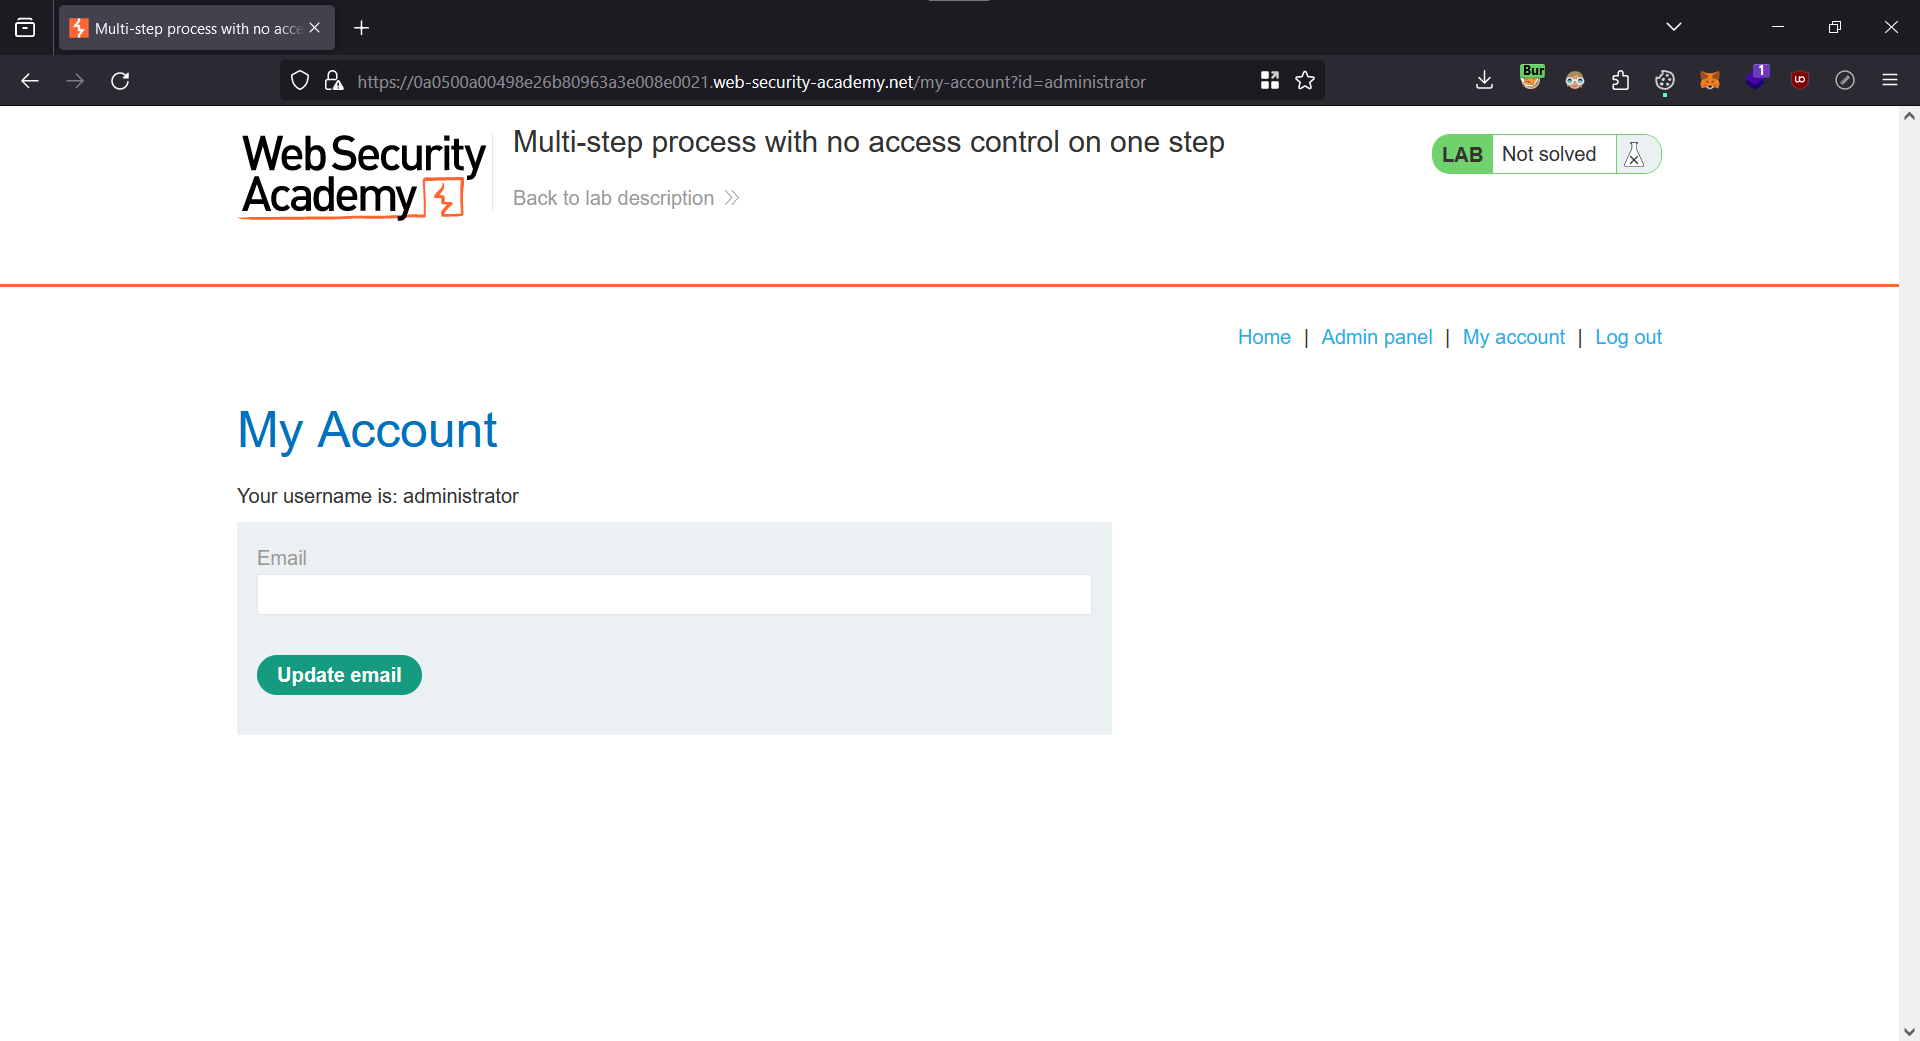 Multi-step process with no acce
https://0a0500a00498e26b80963a3e008e0021.web-security-academy.net/my-account?id=administrator
Bur
1
Web Security
Academy
Multi-step process with no access control on one step
Back to lab description
LAB Not solved
Home | Admin panel | My account | Log out
My Account
Your username is: administrator
Email
Update email